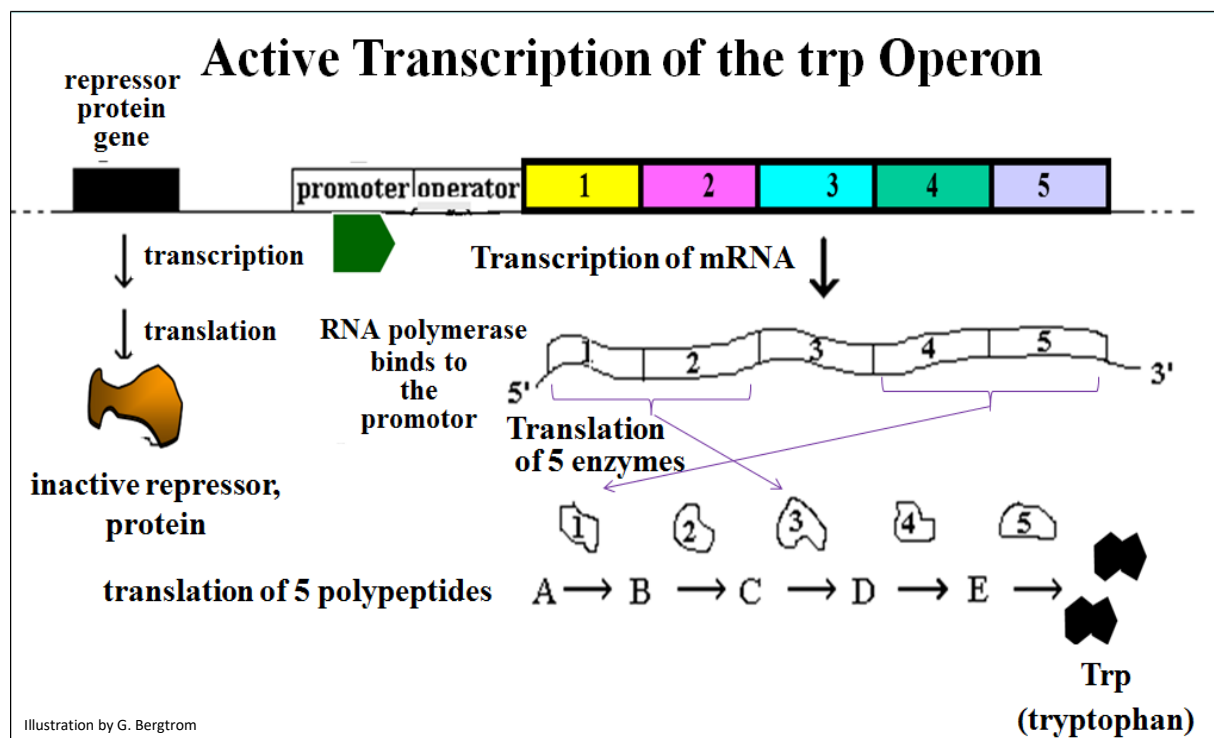 Active Transcription of the trp Operon
repressor
protein
gene
promoter
operator
1
2
3
4
5
transcription
translation
inactive repressor,
protein
RNA polymerase
binds to
the
promotor
Transcription of mRNA
1
2
3
4
5
5'
3'
Translation
of 5 enzymes
1
2
3
4
5
translation of 5 polypeptides
A → B → C → D → E →
Trp
(tryptophan)
Illustration by G. Bergtrom